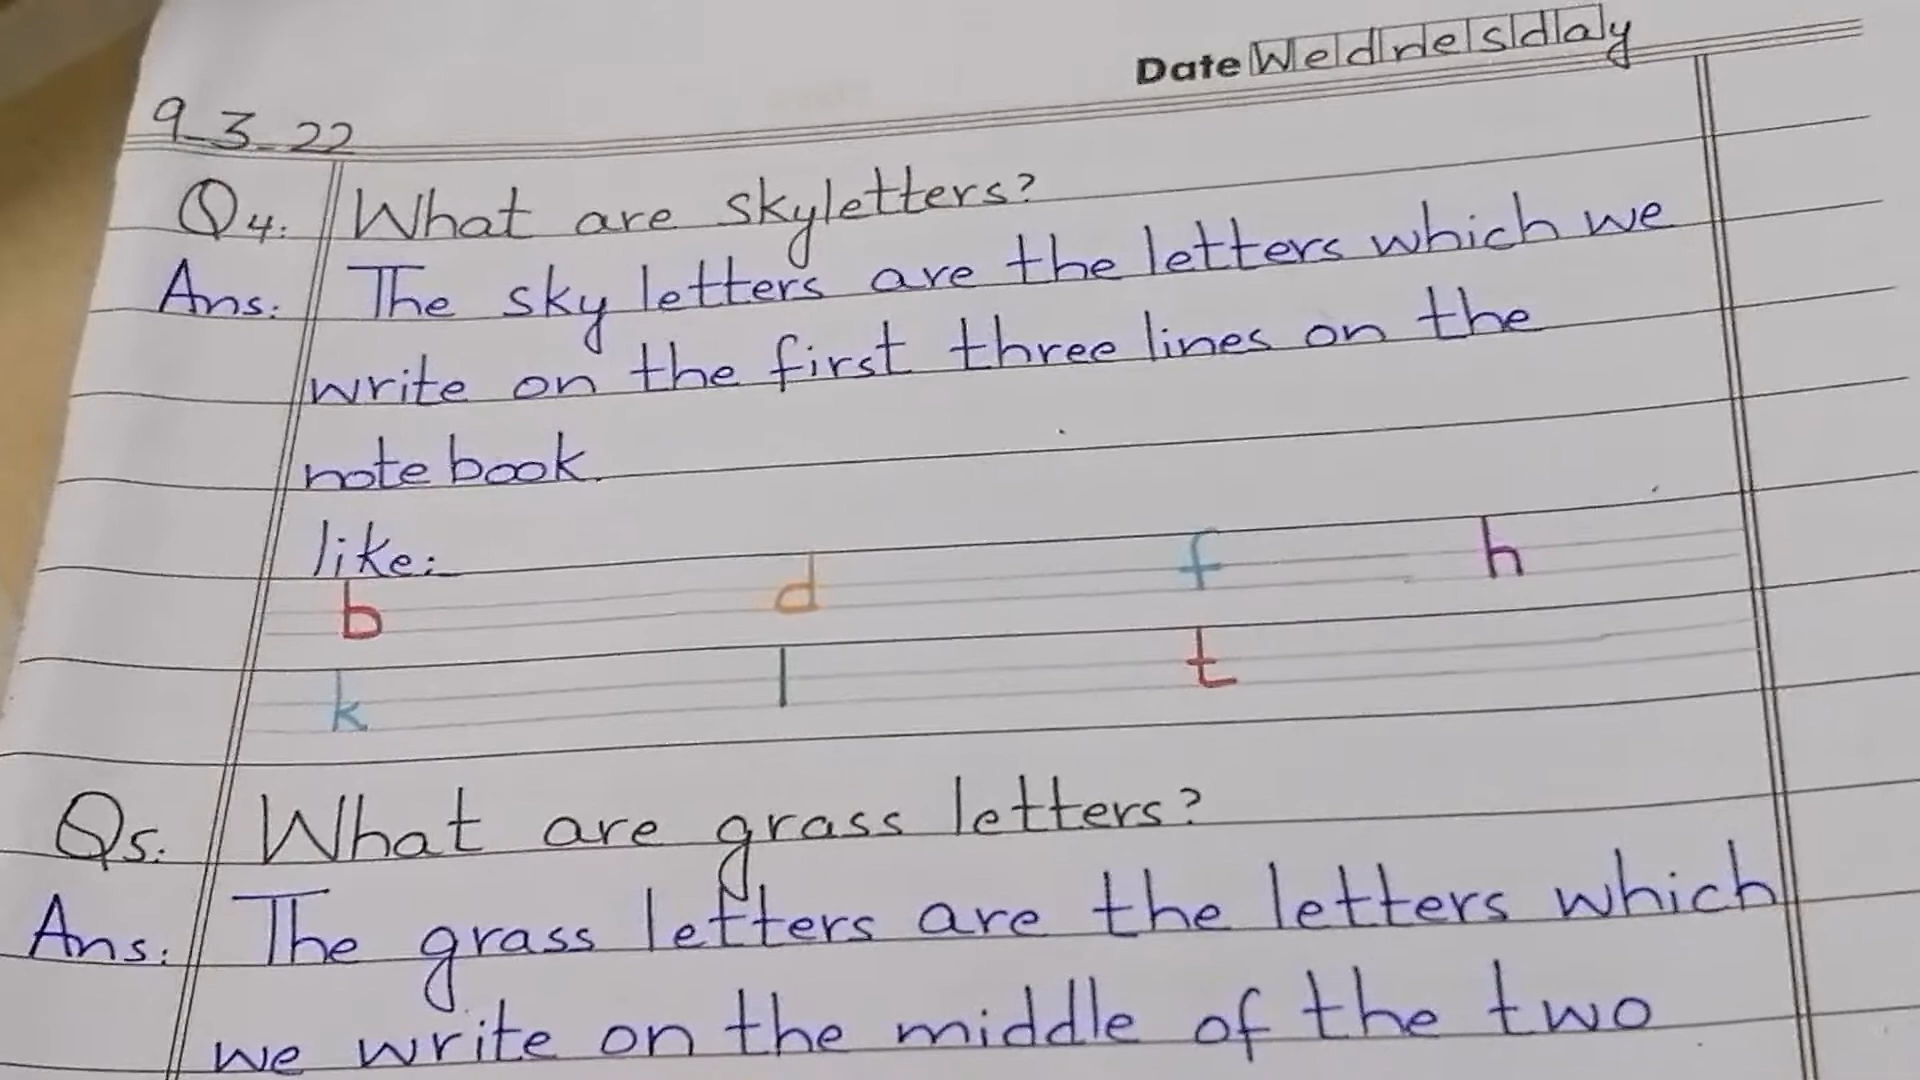 Date Wednesday
9-3-22
Q4. What are skyletters?
Ans: The sky letters are the letters which we
write on the first three lines on the
note book.
like:
b d f h
k l t
Q5. What are grass letters?
Ans: The grass letters are the letters which
we write on the middle of the two